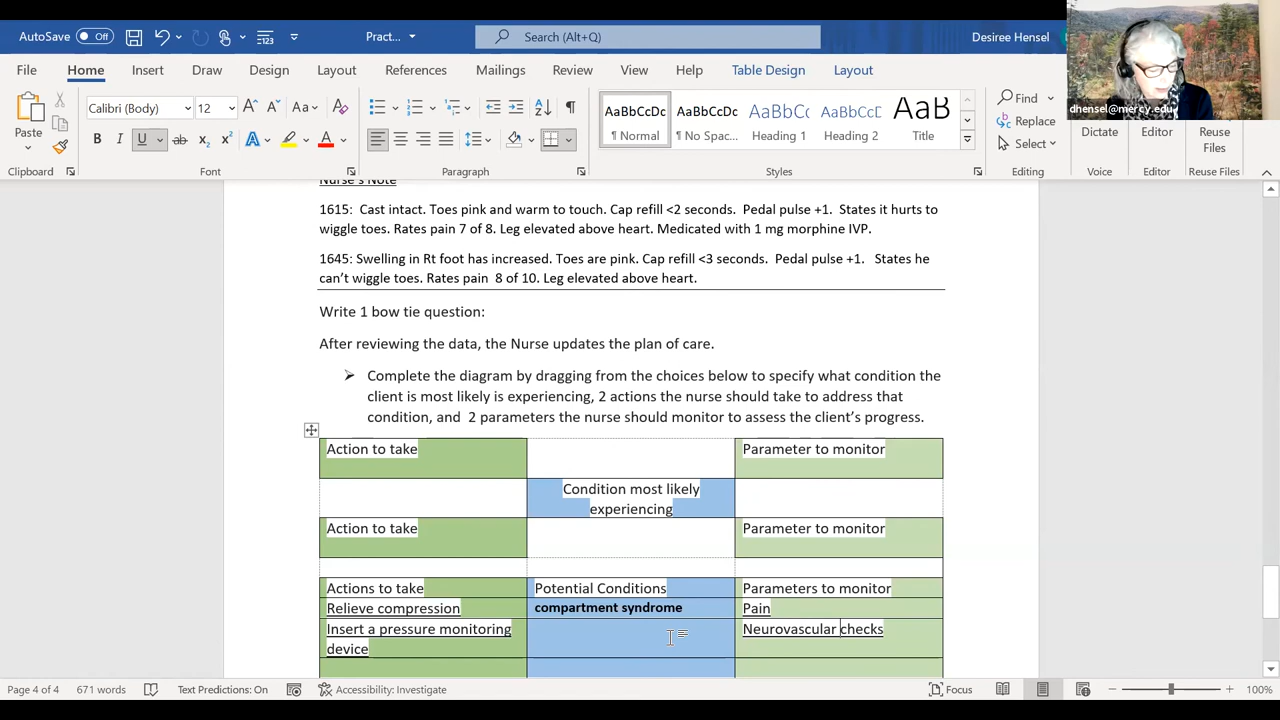 AutoSave Off Pract... Search (Alt+Q) Desiree Hensel
File Home Insert Draw Design Layout References Mailings Review View Help Table Design Layout
dhensel@mercy.edu
Paste Calibri (Body) 12 AaBbCcDc AaBbCcDc AaBbCc AaBbCcD AaB Find
Normal No Spac... Heading 1 Heading 2 Title Replace Dictate Editor Reuse Files
Select
Clipboard Font Paragraph Styles Editing Voice Editor Reuse Files
Nurse's Note
1615: Cast intact. Toes pink and warm to touch. Cap refill <2 seconds. Pedal pulse +1. States it hurts to
wiggle toes. Rates pain 7 of 8. Leg elevated above heart. Medicated with 1 mg morphine IVP.
1645: Swelling in Rt foot has increased. Toes are pink. Cap refill <3 seconds. Pedal pulse +1. States he
can't wiggle toes. Rates pain 8 of 10. Leg elevated above heart.
Write 1 bow tie question:
After reviewing the data, the Nurse updates the plan of care.
Complete the diagram by dragging from the choices below to specify what condition the
client is most likely is experiencing, 2 actions the nurse should take to address that
condition, and 2 parameters the nurse should monitor to assess the client's progress.
Action to take Parameter to monitor
Condition most likely
experiencing
Action to take Parameter to monitor
Actions to take Potential Conditions Parameters to monitor
Relieve compression compartment syndrome Pain
Insert a pressure monitoring Neurovascular checks
device
Page 4 of 4 671 words Text Predictions: On Accessibility: Investigate Focus 100%